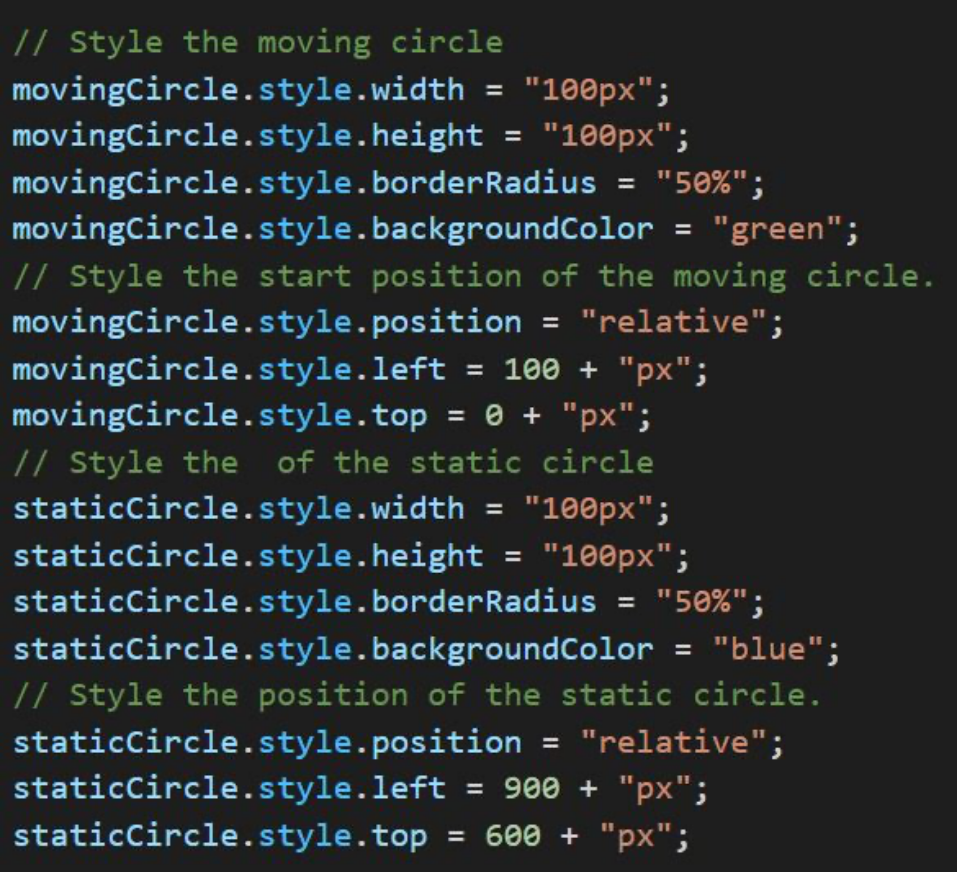 // Style the moving circle
movingCircle.style.width = "100px";
movingCircle.style.height = "100px";
movingCircle.style.borderRadius = "50%";
movingCircle.style.backgroundColor = "green";
// Style the start position of the moving circle.
movingCircle.style.position = "relative";
movingCircle.style.left = 100 + "px";
movingCircle.style.top = 0 + "px";
// Style the  of the static circle
staticCircle.style.width = "100px";
staticCircle.style.height = "100px";
staticCircle.style.borderRadius = "50%";
staticCircle.style.backgroundColor = "blue";
// Style the position of the static circle.
staticCircle.style.position = "relative";
staticCircle.style.left = 900 + "px";
staticCircle.style.top = 600 + "px";